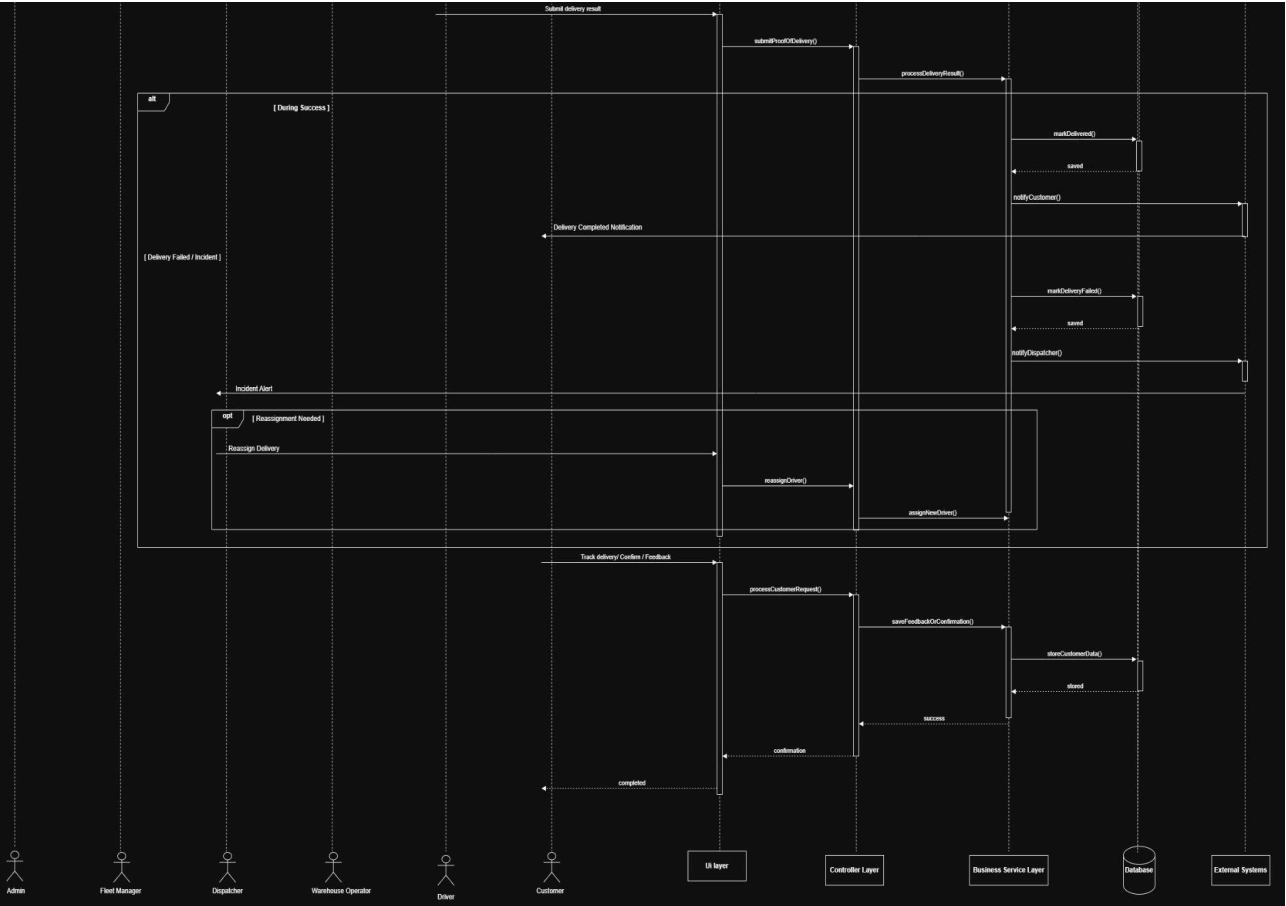 Submit delivery result
submitProofOfDelivery()
processDeliveryResult()
alt
[ During Success ]
markDelivered()
saved
notifyCustomer()
Delivery Completed Notification
[ Delivery Failed / Incident ]
markDeliveryFailed()
saved
notifyDispatcher()
Incident Alert
opt
[ Reassignment Needed ]
Reassign Delivery
reassignDriver()
assignNewDriver()
Track delivery/ Confirm / Feedback
processCustomerRequest()
saveFeedbackOrConfirmation()
storeCustomerData()
stored
success
confirmation
completed
Admin
Fleet Manager
Dispatcher
Warehouse Operator
Driver
Customer
Ui layer
Controller Layer
Business Service Layer
Database
External Systems